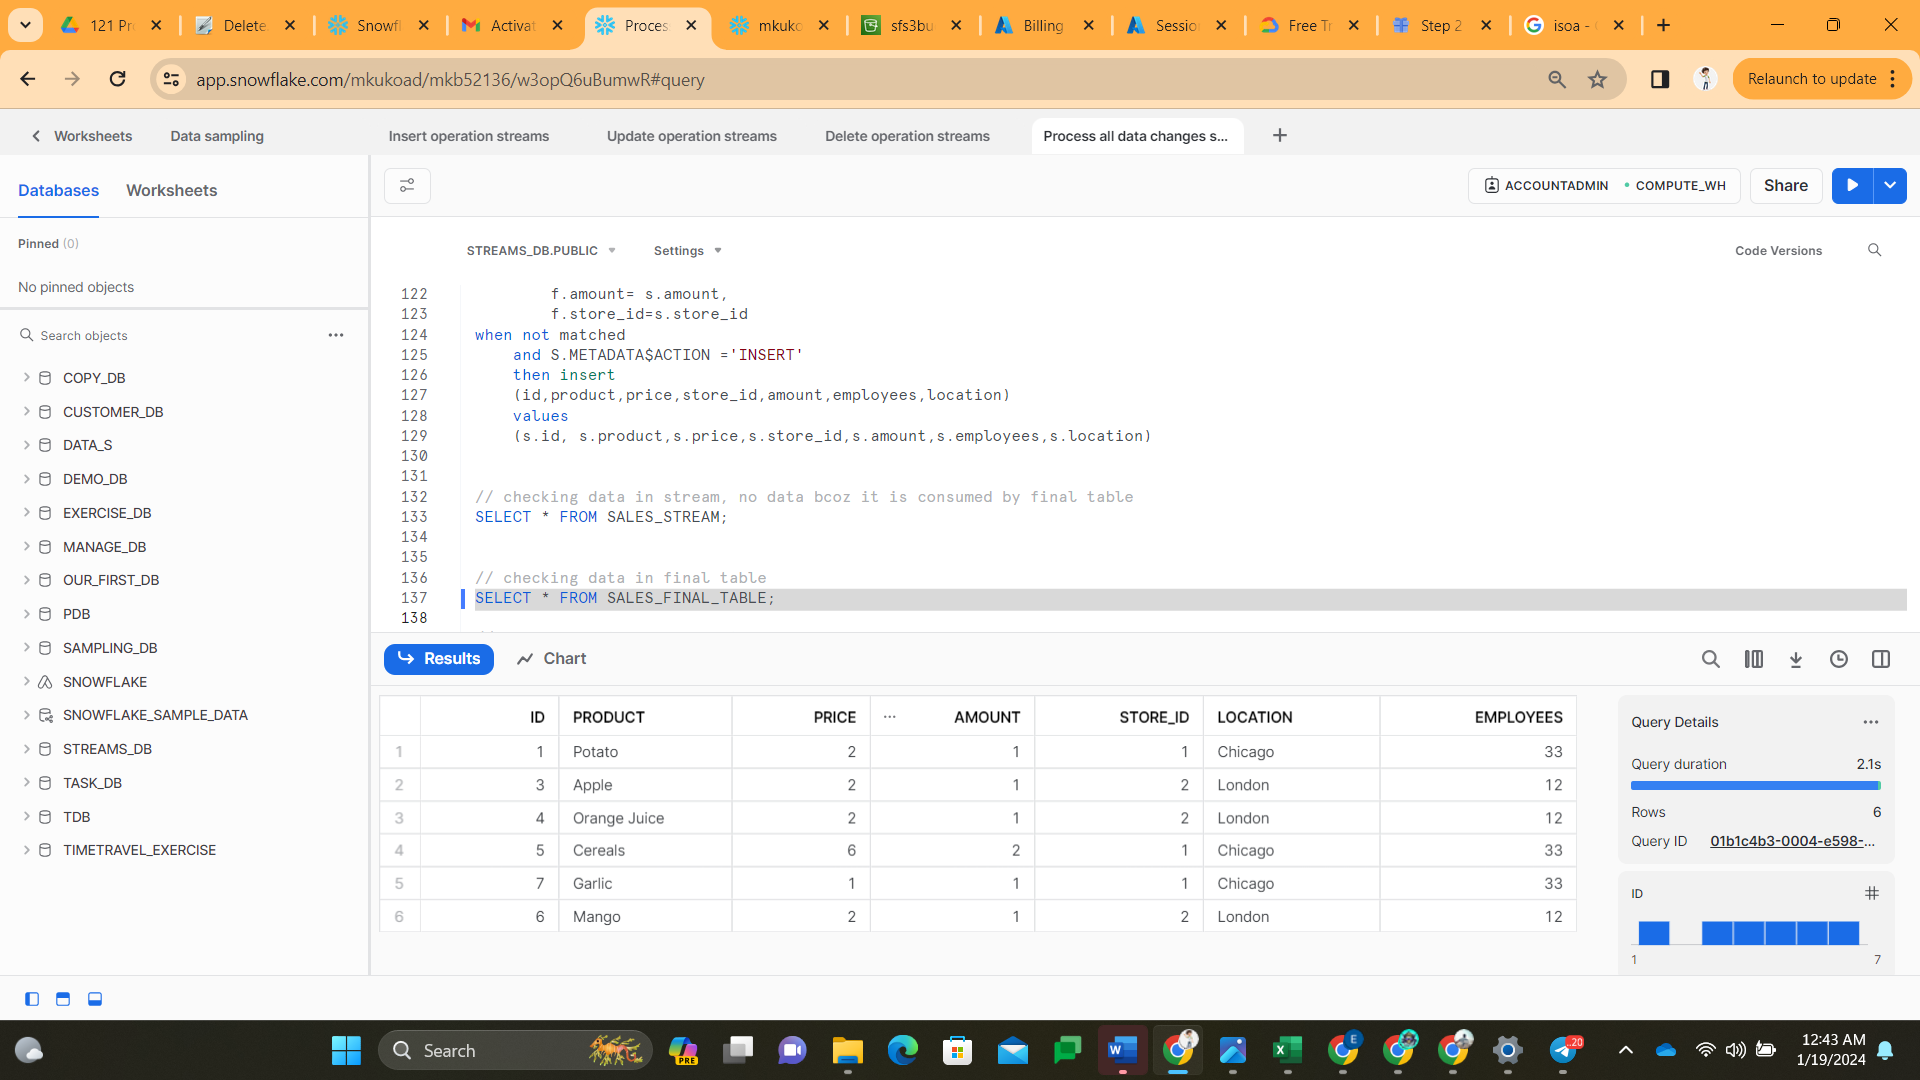 121 Pr
Delete
Snowfl
Activat
Proces
mkuko
sfs3bu
Billing
Sessio
Free Tr
Step 2
isoa -
app.snowflake.com/mkukoad/mkb52136/w3opQ6uBumwR#query
Relaunch to update
Worksheets
Data sampling
Insert operation streams
Update operation streams
Delete operation streams
Process all data changes s...
Databases
Worksheets
ACCOUNTADMIN
COMPUTE_WH
Share
Pinned (0)
No pinned objects
Search objects
COPY_DB
CUSTOMER_DB
DATA_S
DEMO_DB
EXERCISE_DB
MANAGE_DB
OUR_FIRST_DB
PDB
SAMPLING_DB
SNOWFLAKE
SNOWFLAKE_SAMPLE_DATA
STREAMS_DB
TASK_DB
TDB
TIMETRAVEL_EXERCISE
STREAMS_DB.PUBLIC
Settings
Code Versions
122 f.amount= s.amount,
123 f.store_id=s.store_id
124 when not matched
125 and S.METADATA$ACTION ='INSERT'
126 then insert
127 (id,product,price,store_id,amount,employees,location)
128 values
129 (s.id, s.product,s.price,s.store_id,s.amount,s.employees,s.location)
130
131
132 // checking data in stream, no data bcoz it is consumed by final table
133 SELECT * FROM SALES_STREAM;
134
135
136 // checking data in final table
137 SELECT * FROM SALES_FINAL_TABLE;
138
Results
Chart
ID PRODUCT PRICE ... AMOUNT STORE_ID LOCATION EMPLOYEES
1 1 Potato 2 1 1 Chicago 33
2 3 Apple 2 1 2 London 12
3 4 Orange Juice 2 1 2 London 12
4 5 Cereals 6 2 1 Chicago 33
5 7 Garlic 1 1 1 Chicago 33
6 6 Mango 2 1 2 London 12
Query Details
Query duration 2.1s
Rows 6
Query ID 01b1c4b3-0004-e598-...
ID
1 7
Search
PRE
E
20
12:43 AM
1/19/2024